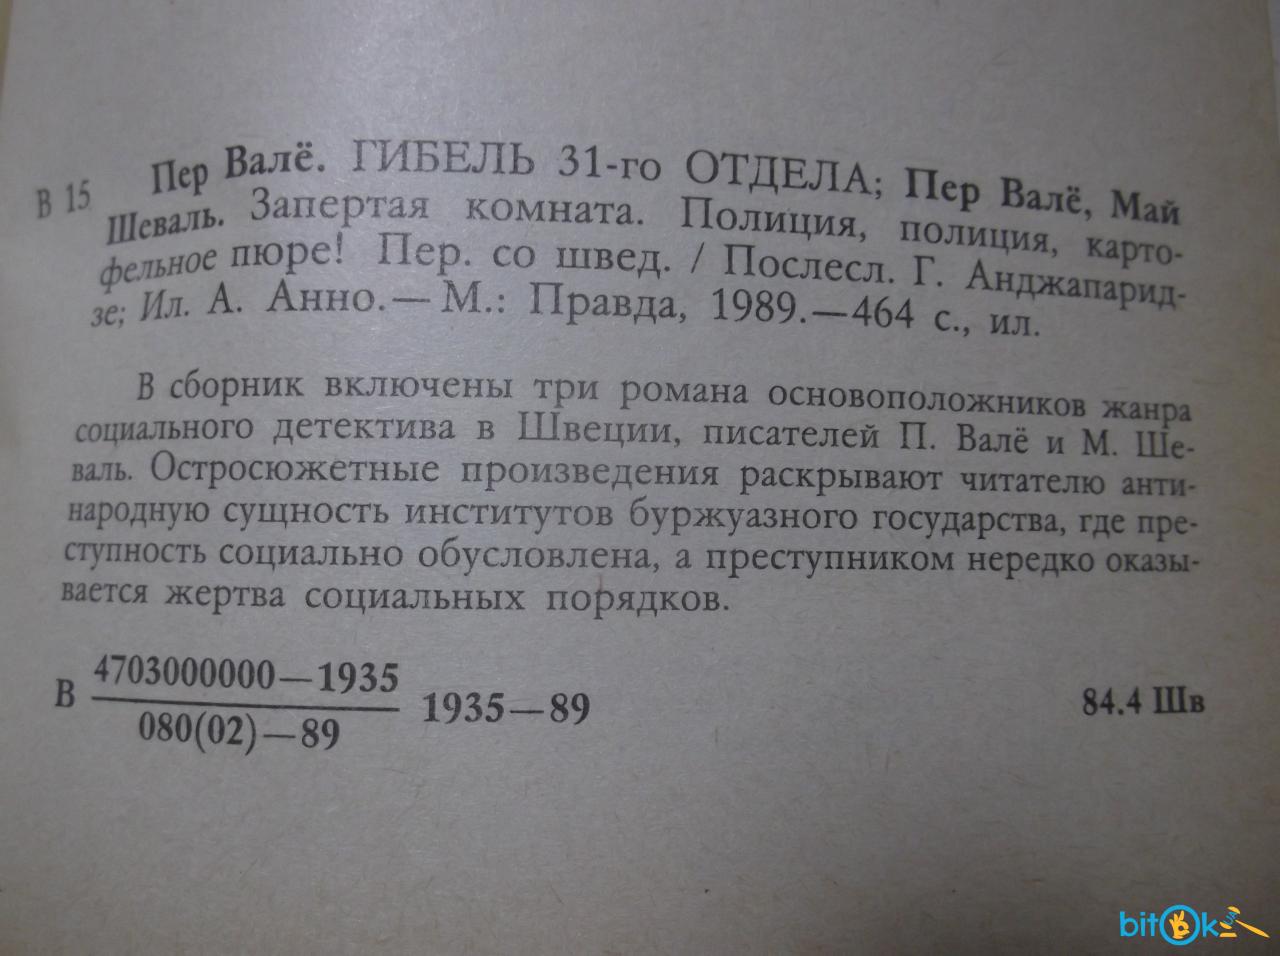 В 15 Пер Валё. ГИБЕЛЬ 31-го ОТДЕЛА; Пер Валё, Май
Шеваль. Запертая комната. Полиция, полиция, карто-
фельное пюре! Пер. со швед. / Послесл. Г. Анджапарид-
зе; Ил. А. Анно.— М.: Правда, 1989.—464 с., ил.
В сборник включены три романа основоположников жанра
социального детектива в Швеции, писателей П. Валё и М. Ше-
валь. Остросюжетные произведения раскрывают читателю анти-
народную сущность институтов буржуазного государства, где пре-
ступность социально обусловлена, а преступником нередко оказы-
вается жертва социальных порядков.
В 4703000000—1935
080(02)—89
1935—89
84.4 Шв
bitOk.ua